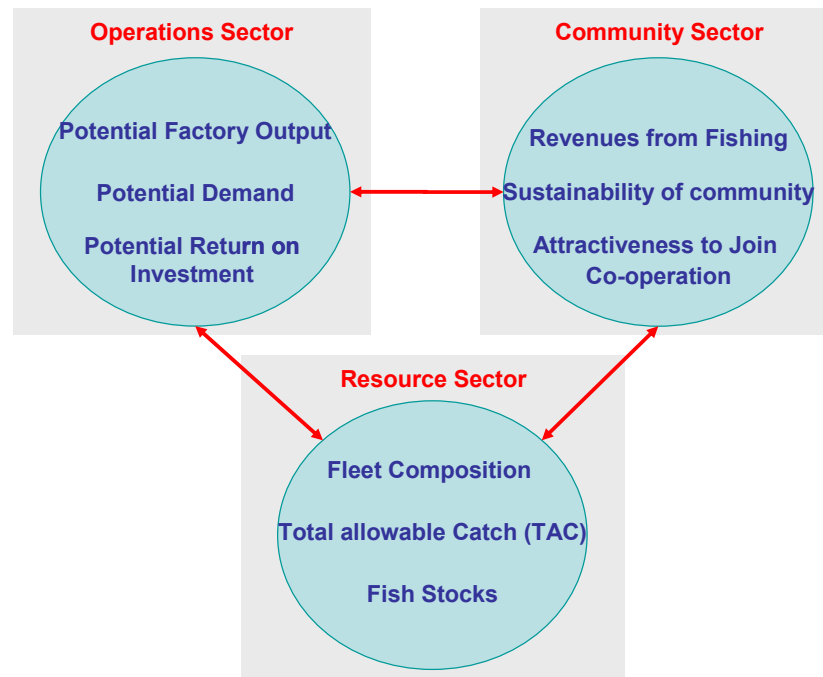 Operations Sector
Potential Factory Output
Potential Demand
Potential Return on
Investment
Community Sector
Revenues from Fishing
Sustainability of community
Attractiveness to Join
Co-operation
Resource Sector
Fleet Composition
Total allowable Catch (TAC)
Fish Stocks